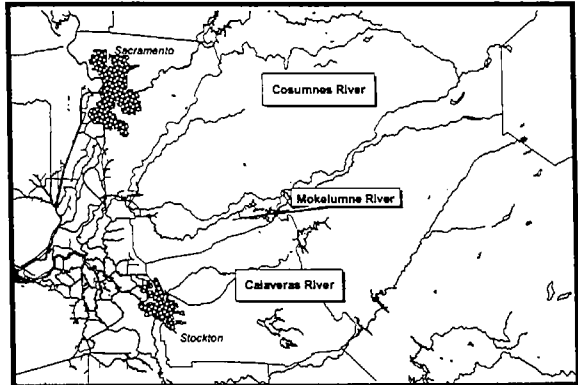 Sacramento
Cosumnes River
Mokelumne River
Calaveras River
Stockton